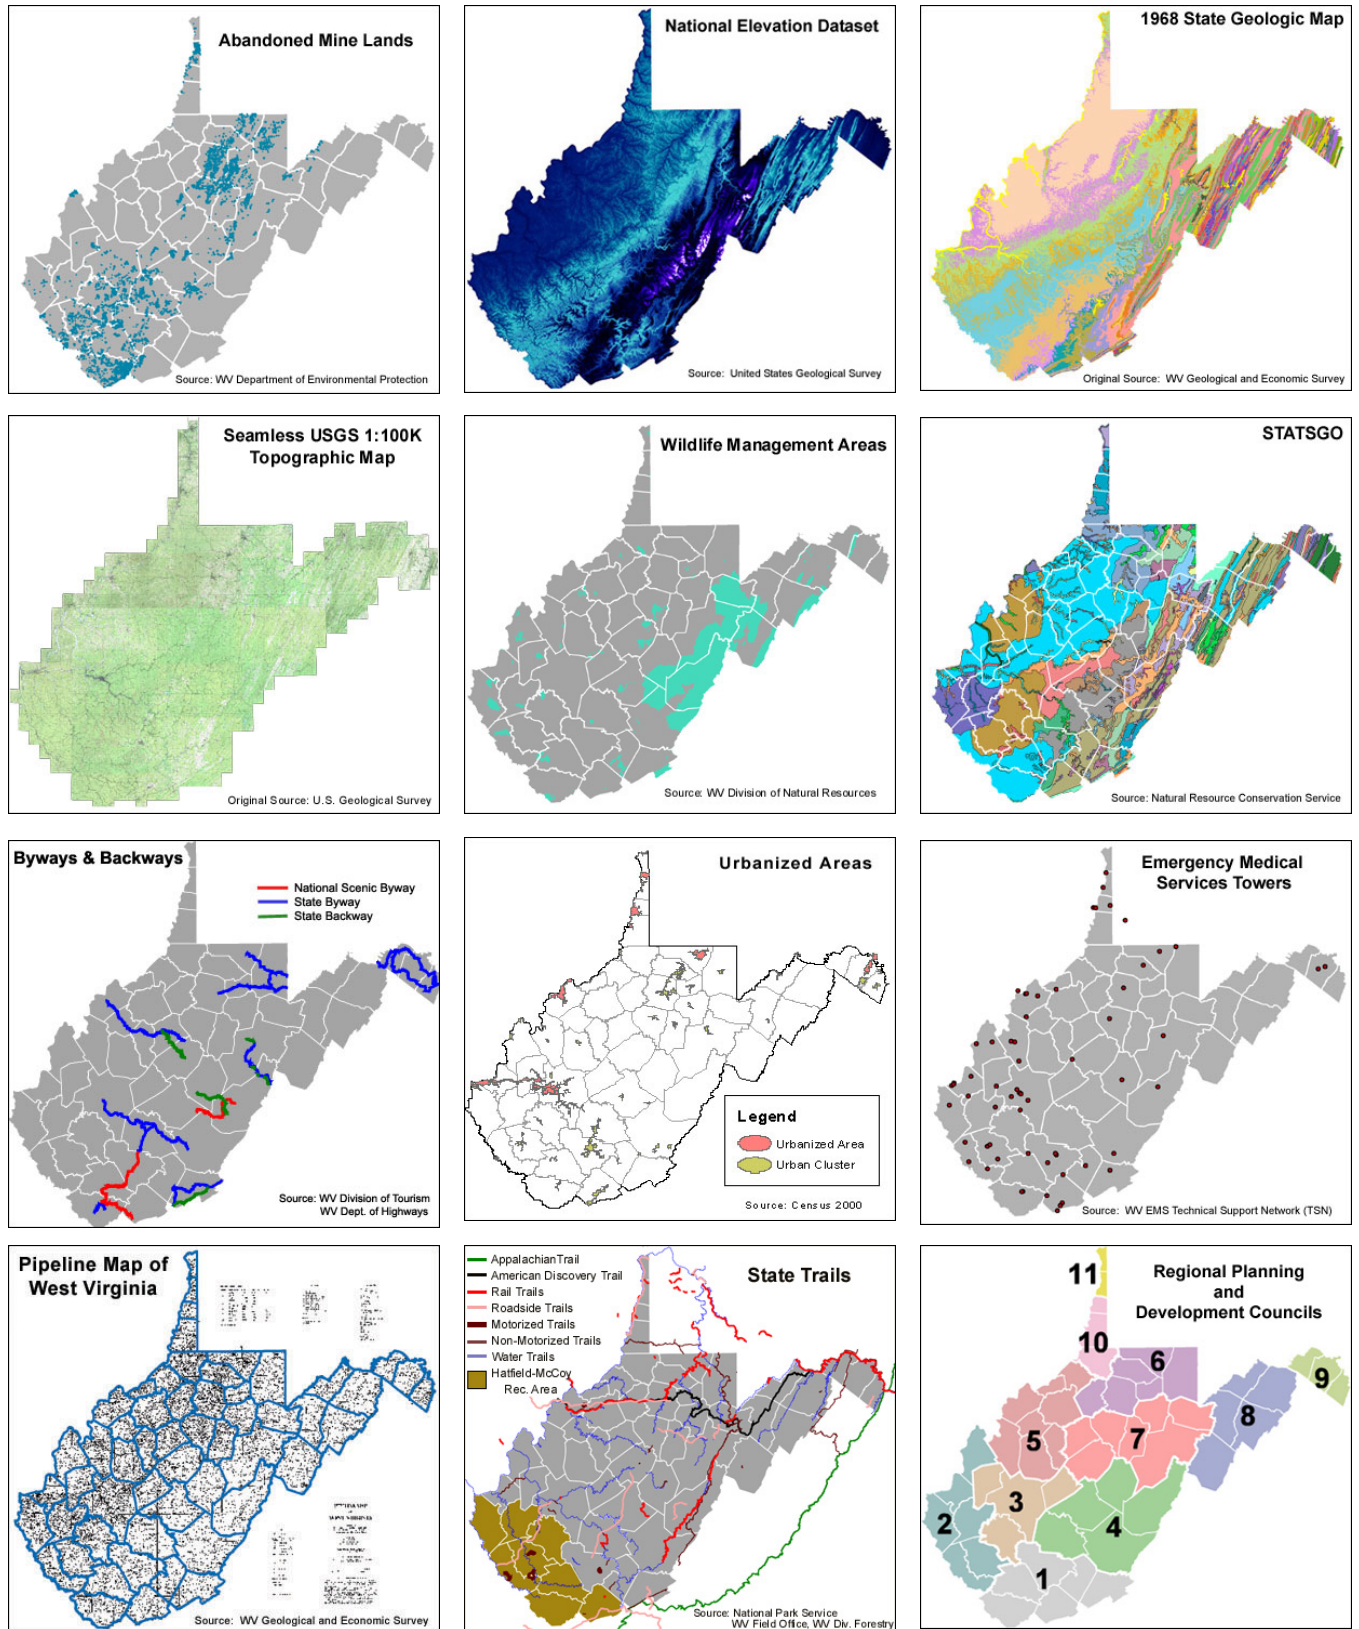 Abandoned Mine Lands
Source: WV Department of Environmental Protection
National Elevation Dataset
Source: United States Geological Survey
1968 State Geologic Map
Original Source: WV Geological and Economic Survey
Seamless USGS 1:100K
Topographic Map
Original Source: U.S. Geological Survey
Wildlife Management Areas
Source: WV Division of Natural Resources
STATSGO
Source: Natural Resource Conservation Service
Byways & Backways
National Scenic Byway
State Byway
State Backway
Source: WV Division of Tourism
WV Dept. of Highways
Urbanized Areas
Legend
Urbanized Area
Urban Cluster
Source: Census 2000
Emergency Medical
Services Towers
Source: WV EMS Technical Support Network (TSN)
Pipeline Map of
West Virginia
Source: WV Geological and Economic Survey
State Trails
Appalachian Trail
American Discovery Trail
Rail Trails
Roadside Trails
Motorized Trails
Non-Motorized Trails
Water Trails
Hatfield-McCoy
Rec. Area
Source: National Park Service
WV Field Office, WV Div. Forestry
Regional Planning
and
Development Councils
11
10
6
9
8
5
7
3
2
4
1